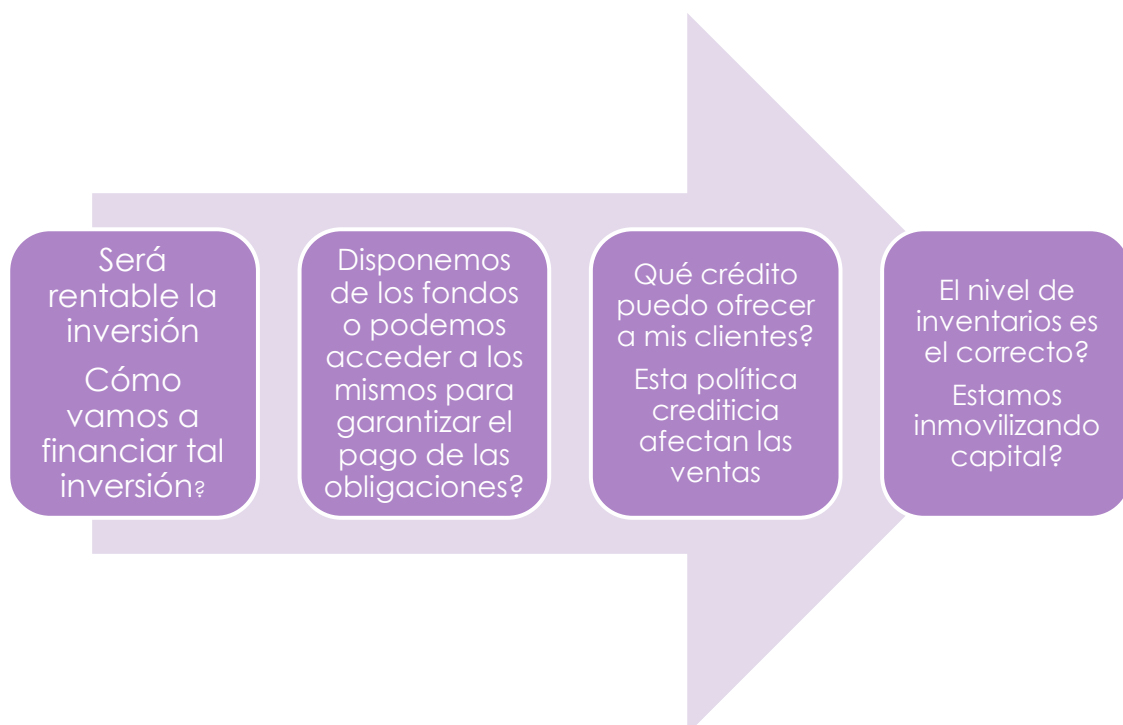 Será
rentable la
inversión
Cómo
vamos a
financiar tal
inversión?
Disponemos
de los fondos
o podemos
acceder a los
mismos para
garantizar el
pago de las
obligaciones?
Qué crédito
puedo ofrecer
a mis clientes?
Esta política
crediticia
afectan las
ventas
El nivel de
inventarios es
el correcto?
Estamos
inmovilizando
capital?